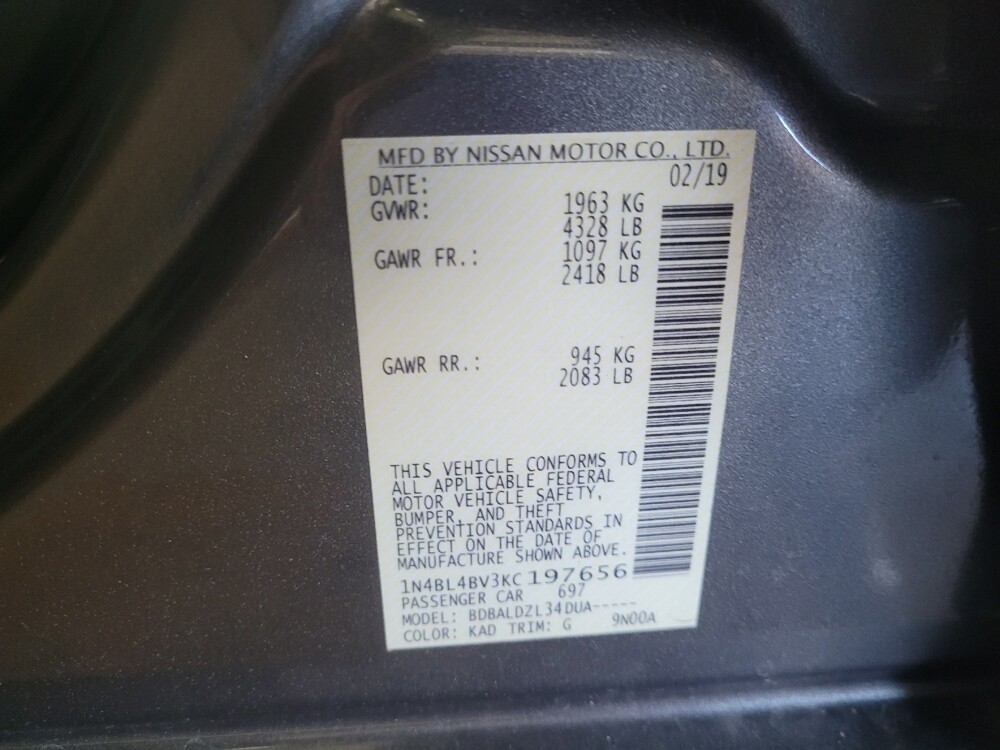 MFD BY NISSAN MOTOR CO., LTD.
DATE: 02/19
GVWR: 1963 KG
4328 LB
GAWR FR.: 1097 KG
2418 LB
GAWR RR.: 945 KG
2083 LB
THIS VEHICLE CONFORMS TO
ALL APPLICABLE FEDERAL
MOTOR VEHICLE SAFETY,
BUMPER, AND THEFT
PREVENTION STANDARDS IN
EFFECT ON THE DATE OF
MANUFACTURE SHOWN ABOVE.
1N4BL4BV3KC197656
PASSENGER CAR 697
MODEL: BDBALDZL34DUA-----
COLOR: KAD TRIM: G 9N00A